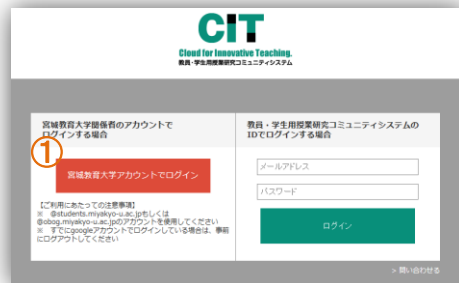 CIT
Cloud for Innovative Teaching.
教員・学生用授業研究コミュニティシステム
宮城教育大学関係者のアカウントで
ログインする場合
①
宮城教育大学アカウントでログイン
【ご利用にあたっての注意事項】
※ @students.miyakyo-u.ac.jpもしくは
@obog.miyakyo-u.ac.jpのアカウントを使用してください
※ すでにgoogleアカウントでログインしている場合は、事前
にログアウトしてください
教員・学生用授業研究コミュニティシステムの
IDでログインする場合
メールアドレス
パスワード
ログイン
> 問い合わせる